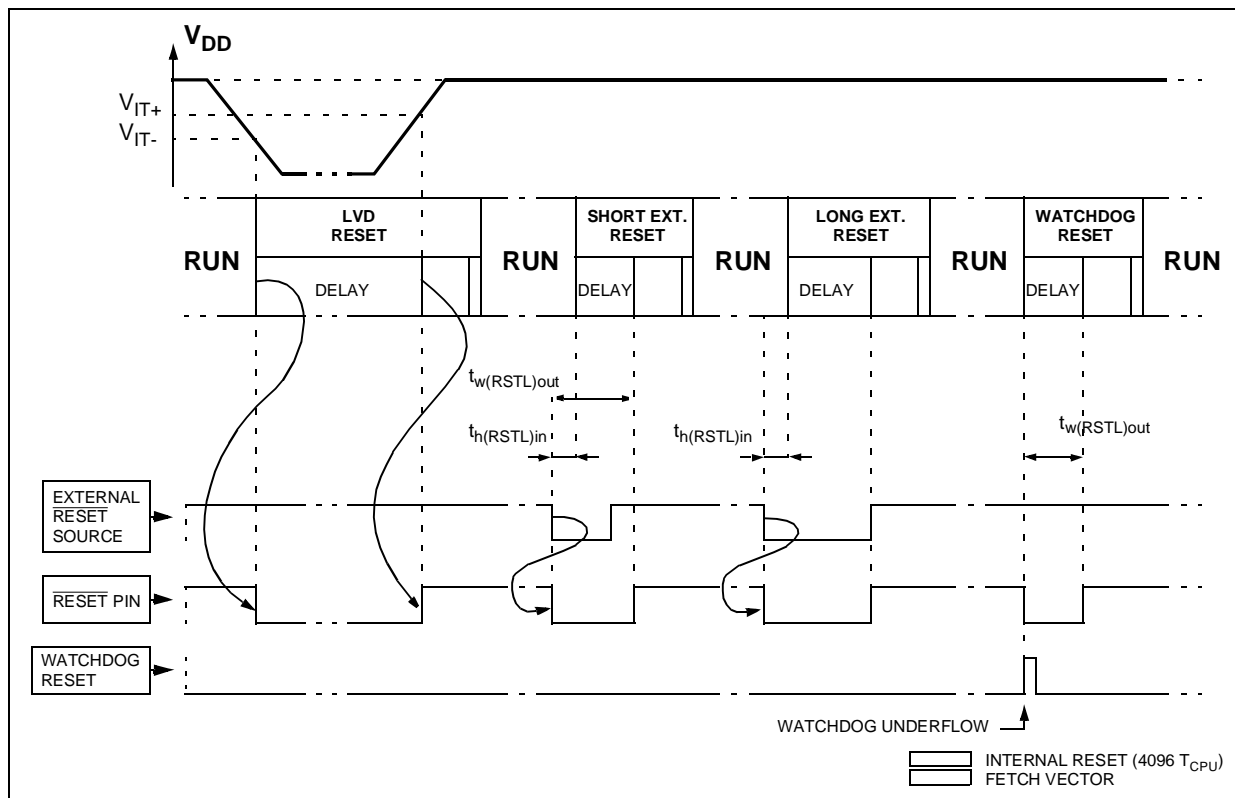 VDD
VIT+
VIT-
LVD
RESET
SHORT EXT.
RESET
LONG EXT.
RESET
WATCHDOG
RESET
RUN
RUN
RUN
RUN
RUN
DELAY
DELAY
DELAY
DELAY
tw(RSTL)out
th(RSTL)in
th(RSTL)in
tw(RSTL)out
EXTERNAL
RESET
SOURCE
RESET PIN
WATCHDOG
RESET
WATCHDOG UNDERFLOW
INTERNAL RESET (4096 TCPU)
FETCH VECTOR